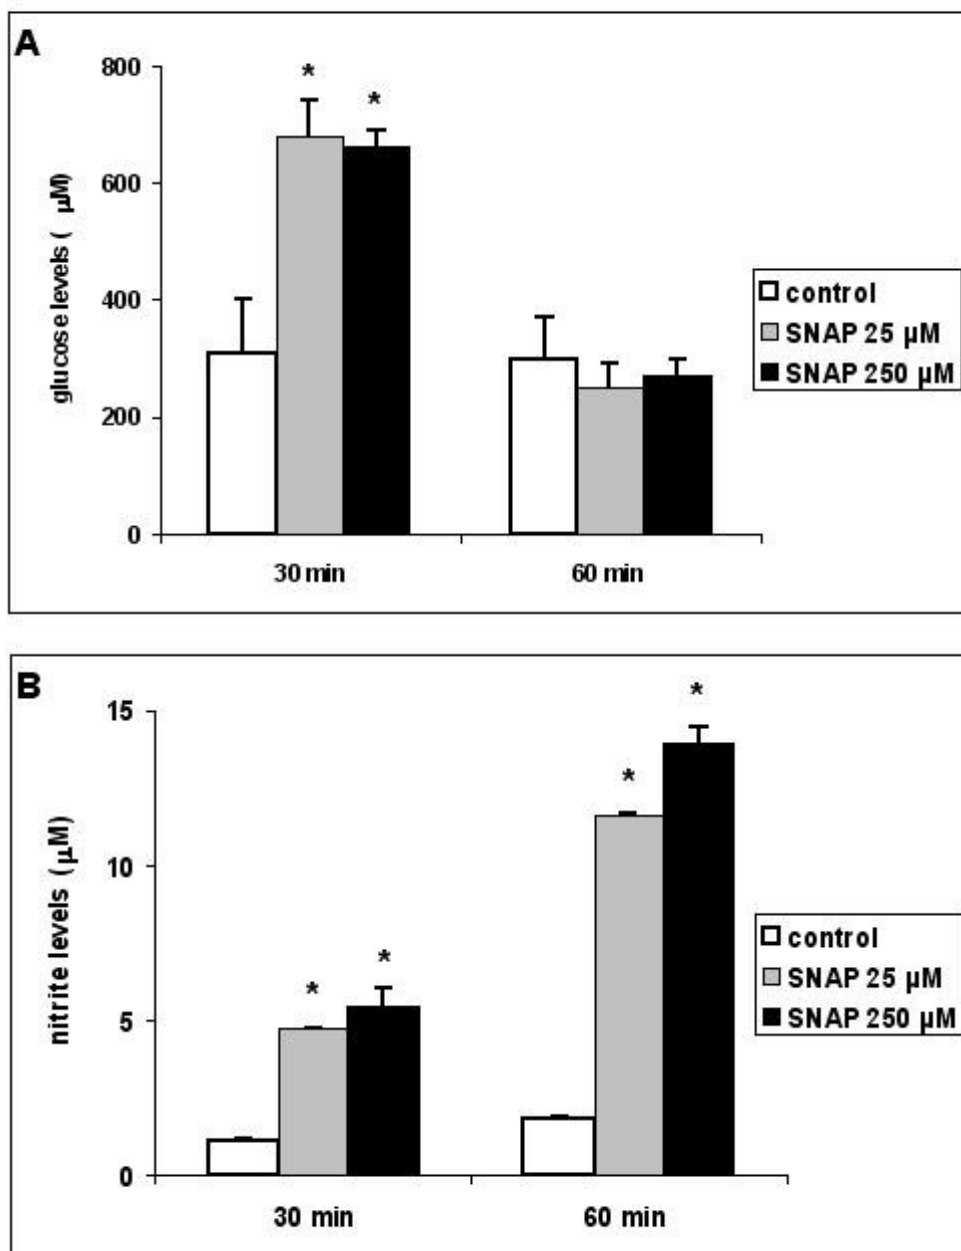 A
800
600
400
200
0
glucose levels ( μM)
* *
30 min 60 min
control
SNAP 25 μM
SNAP 250 μM
B
15
10
5
0
nitrite levels (μM)
* * * *
30 min 60 min
control
SNAP 25 μM
SNAP 250 μM